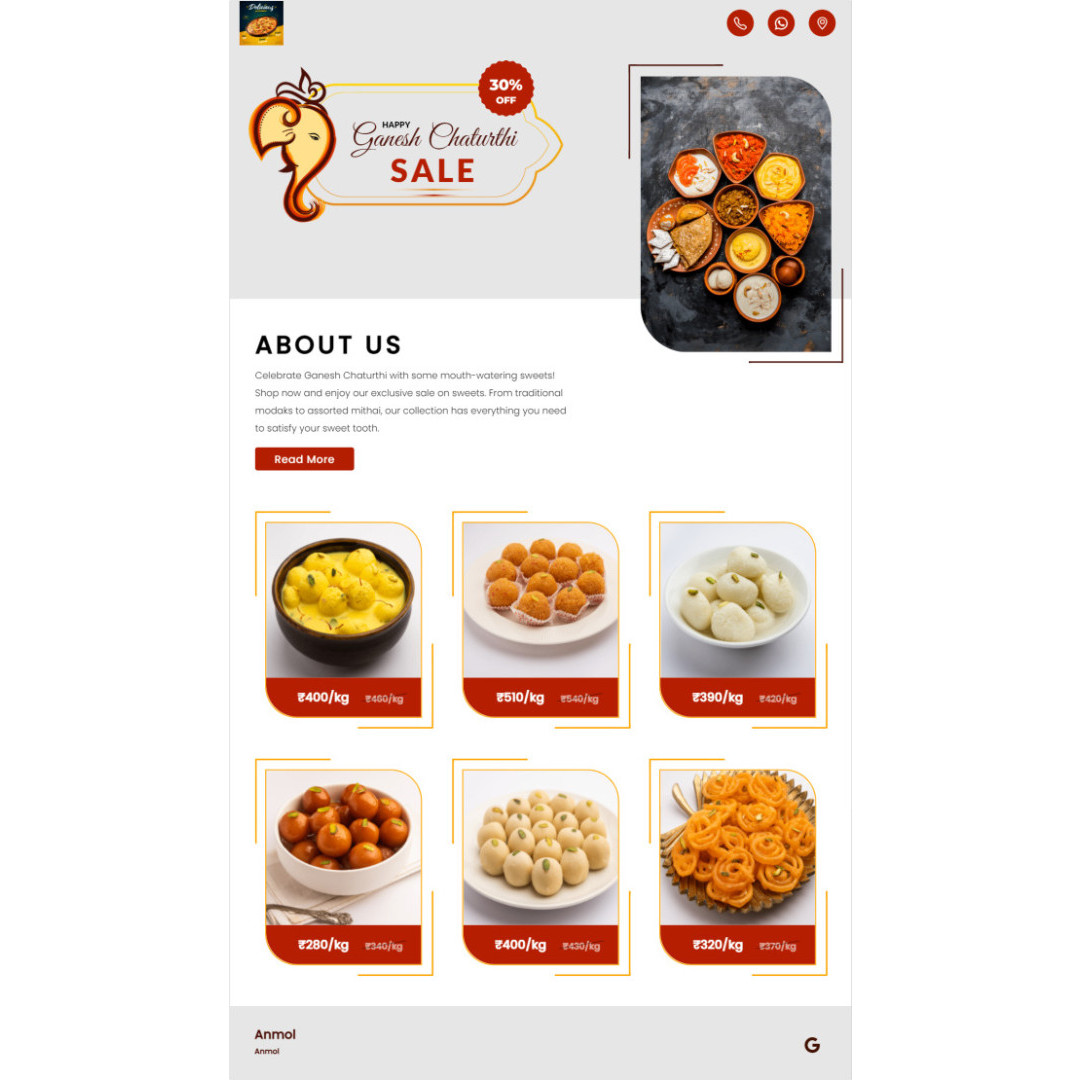 Delicious
30%
OFF
HAPPY
Ganesh Chaturthi
SALE
ABOUT US
Celebrate Ganesh Chaturthi with some mouth-watering sweets!
Shop now and enjoy our exclusive sale on sweets. From traditional
modaks to assorted mithai, our collection has everything you need
to satisfy your sweet tooth.
Read More
₹400/kg ₹460/kg
₹510/kg ₹540/kg
₹390/kg ₹420/kg
₹280/kg ₹340/kg
₹400/kg ₹430/kg
₹320/kg ₹370/kg
Anmol
Anmol
G